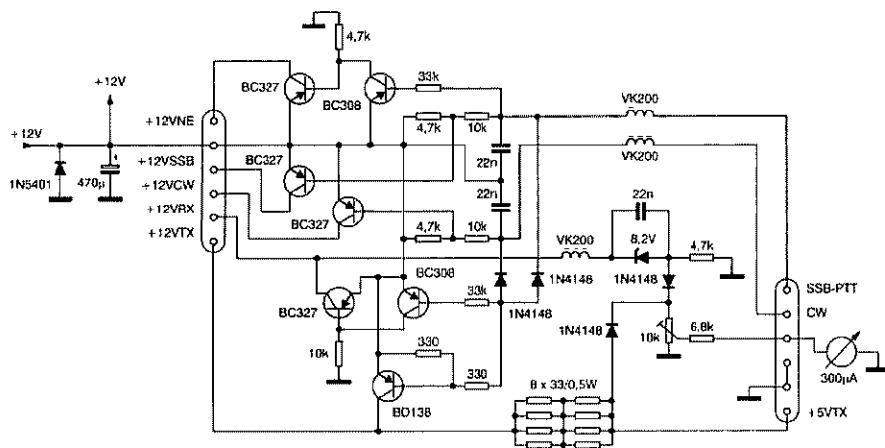 4,7k
BC327
BC308
33k
VK200
+12V
+12VNE
+12V
4,7k
10k
VK200
+12VSSB
BC327
22n
1N5401
470µ
+12VCW
22n
22n
+12VRX
BC327
+12VTX
4,7k
10k
VK200
8,2V
4,7k
BC308
1N4148
1N4148
SSB-PTT
BC327
33k
1N4148
1N4148
CW
10k
6,8k
10k
330
330
300µA
BD138
8 x 33/0,5W
+5VTX